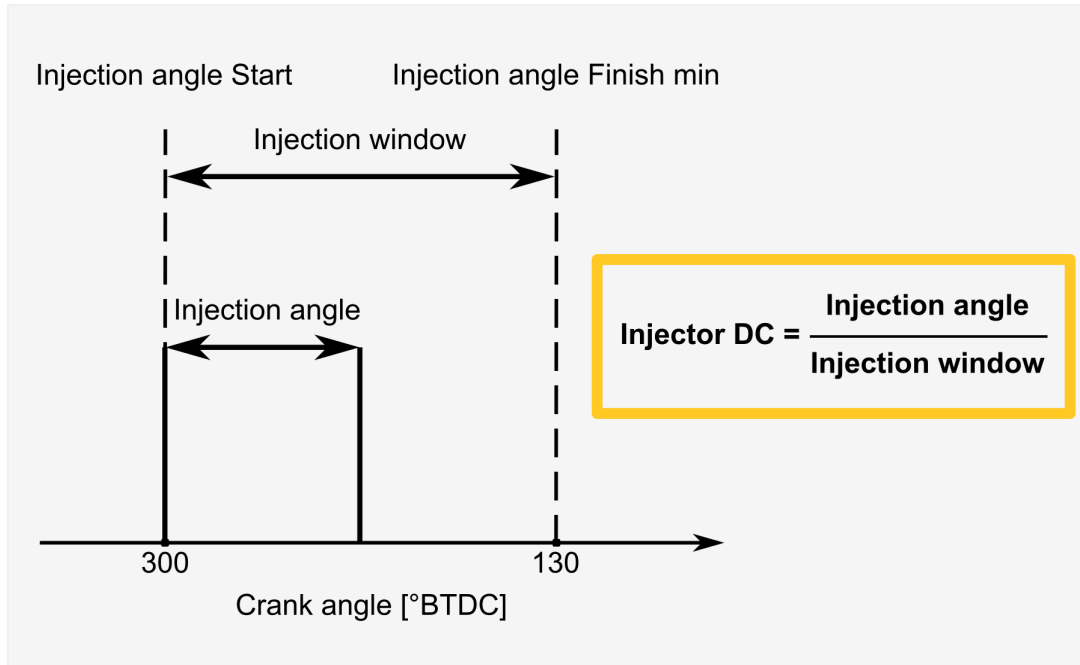 Injection angle Start
Injection angle Finish min
Injection window
Injection angle
Injector DC =
Injection angle
Injection window
300
130
Crank angle [°BTDC]